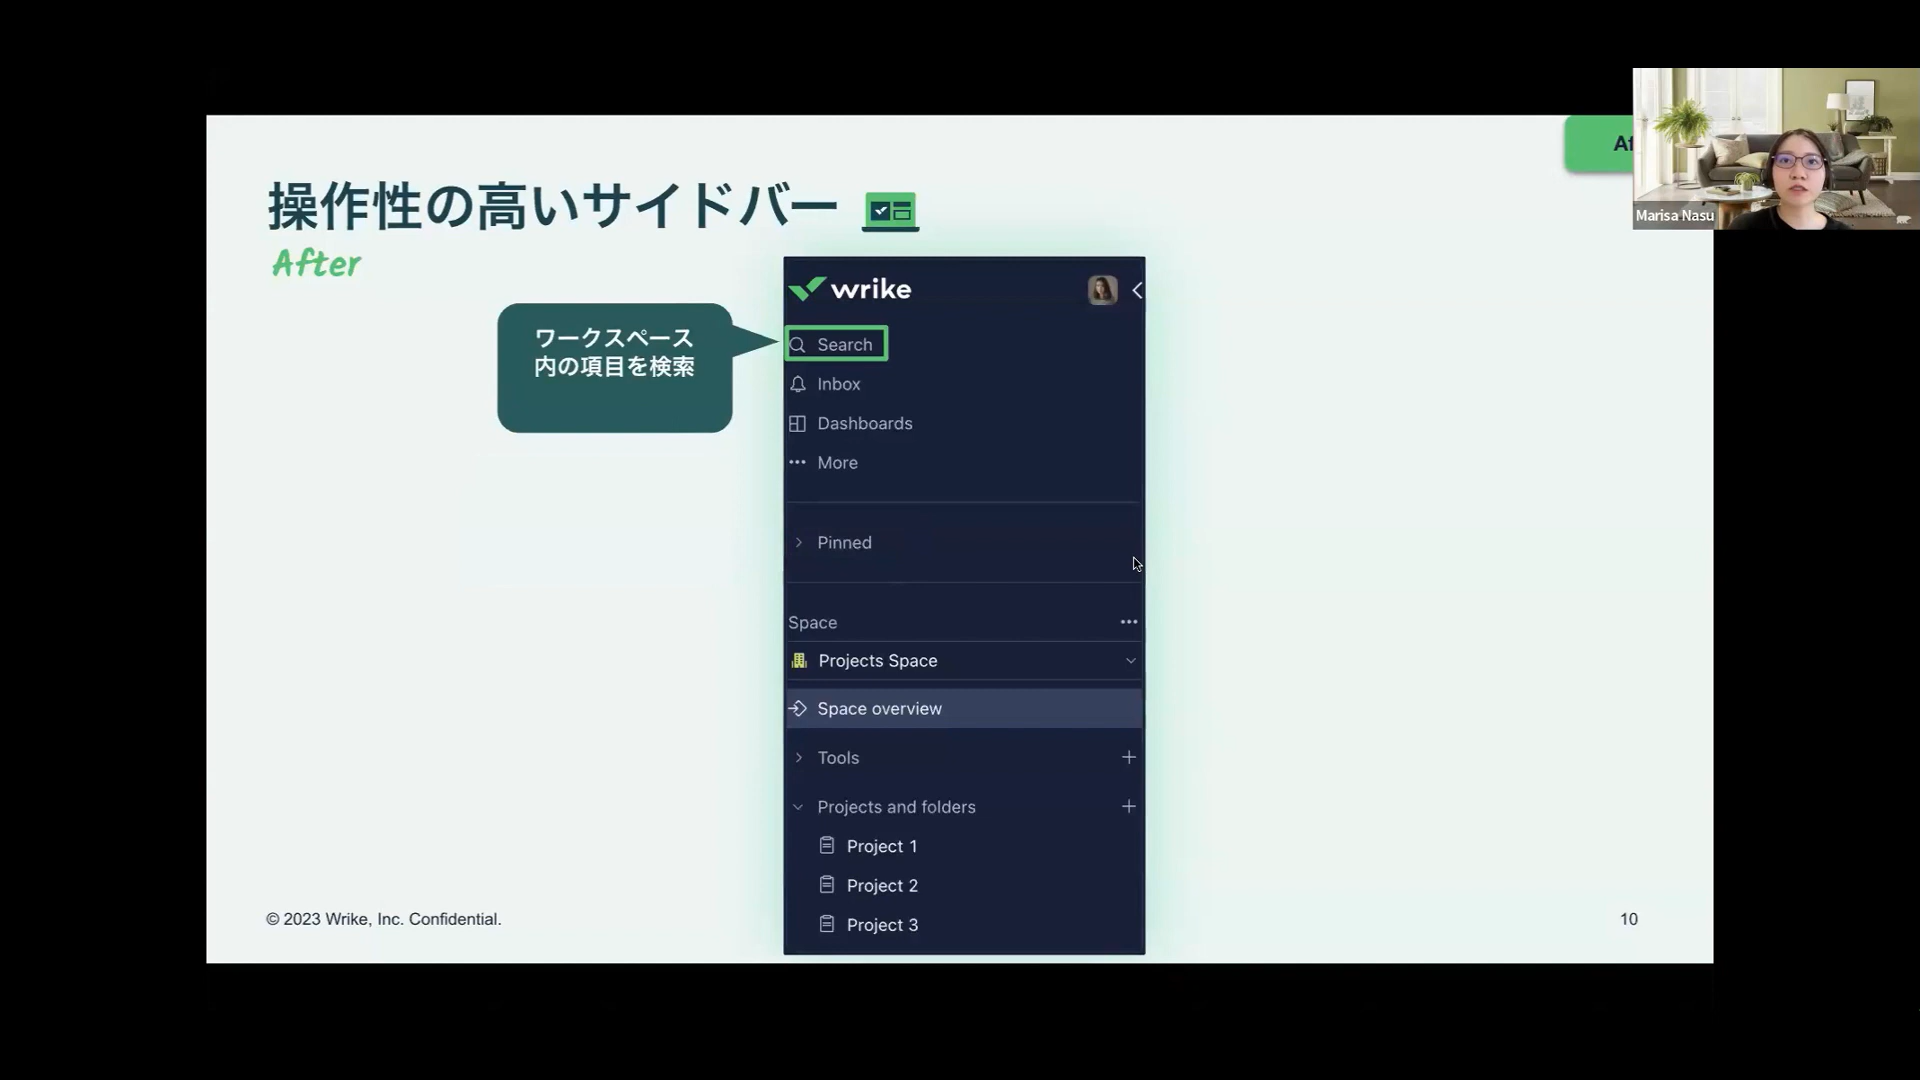 操作性の高いサイドバー
After
ワークスペース
内の項目を検索
wrike
Search
Inbox
Dashboards
More
Pinned
Space
Projects Space
Space overview
Tools
Projects and folders
Project 1
Project 2
Project 3
© 2023 Wrike, Inc. Confidential.
10
Marisa Nasu